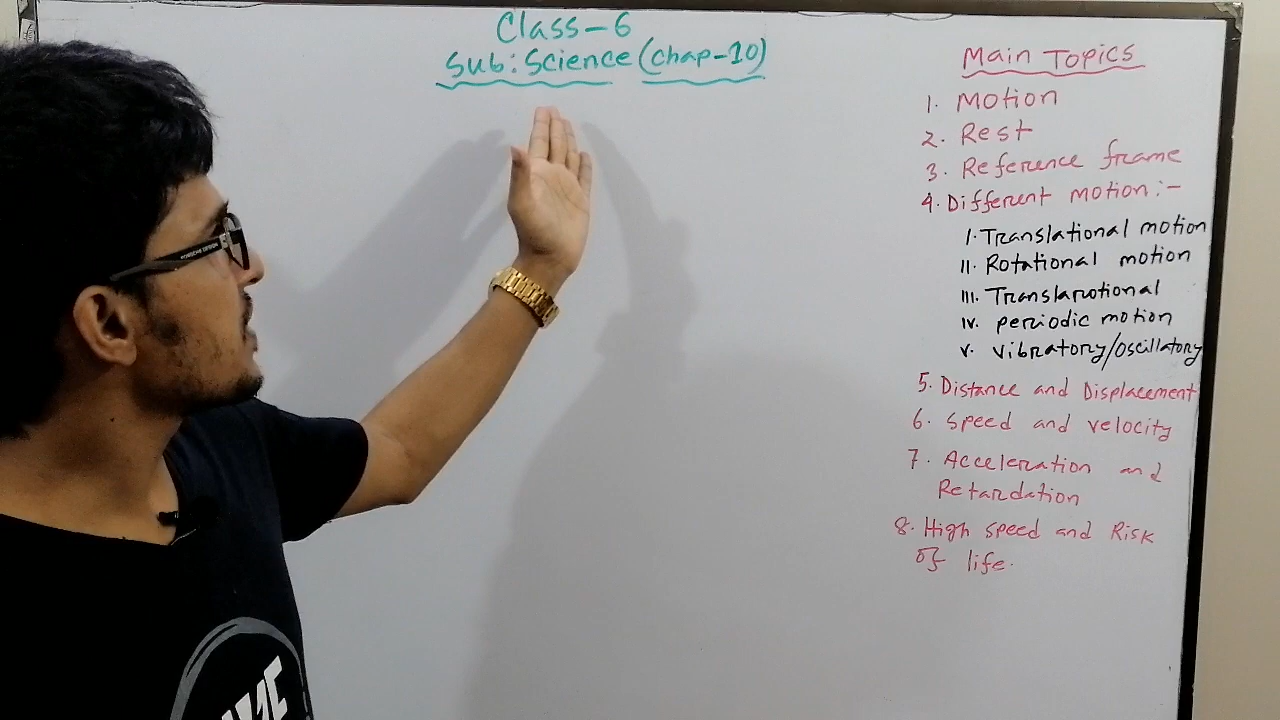 Class-6
Sub: Science (chap-10)
Main Topics
1. Motion
2. Rest
3. Reference frame
4. Different motion:-
I. Translational motion
II. Rotational motion
III. Translarotional
IV. periodic motion
V. vibratory/oscillatory
5. Distance and Displacement
6. Speed and velocity
7. Acceleration and
Retardation
8. High speed and Risk
of life.
PORSCHE DESIGN